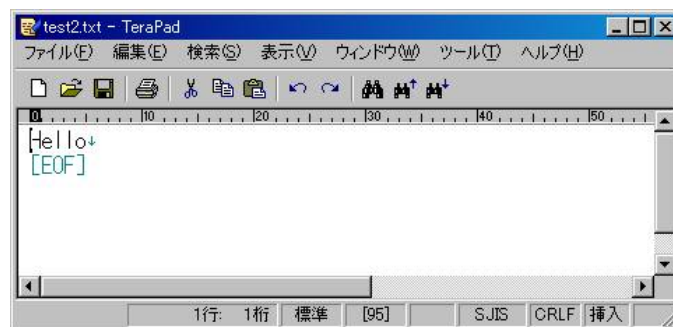 test2.txt - TeraPad
ファイル(F) 編集(E) 検索(S) 表示(V) ウィンドウ(W) ツール(T) ヘルプ(H)
0 10 20 30 40 50
Hello↓
[EOF]
1行: 1桁 標準 [95] SJIS CRLF 挿入